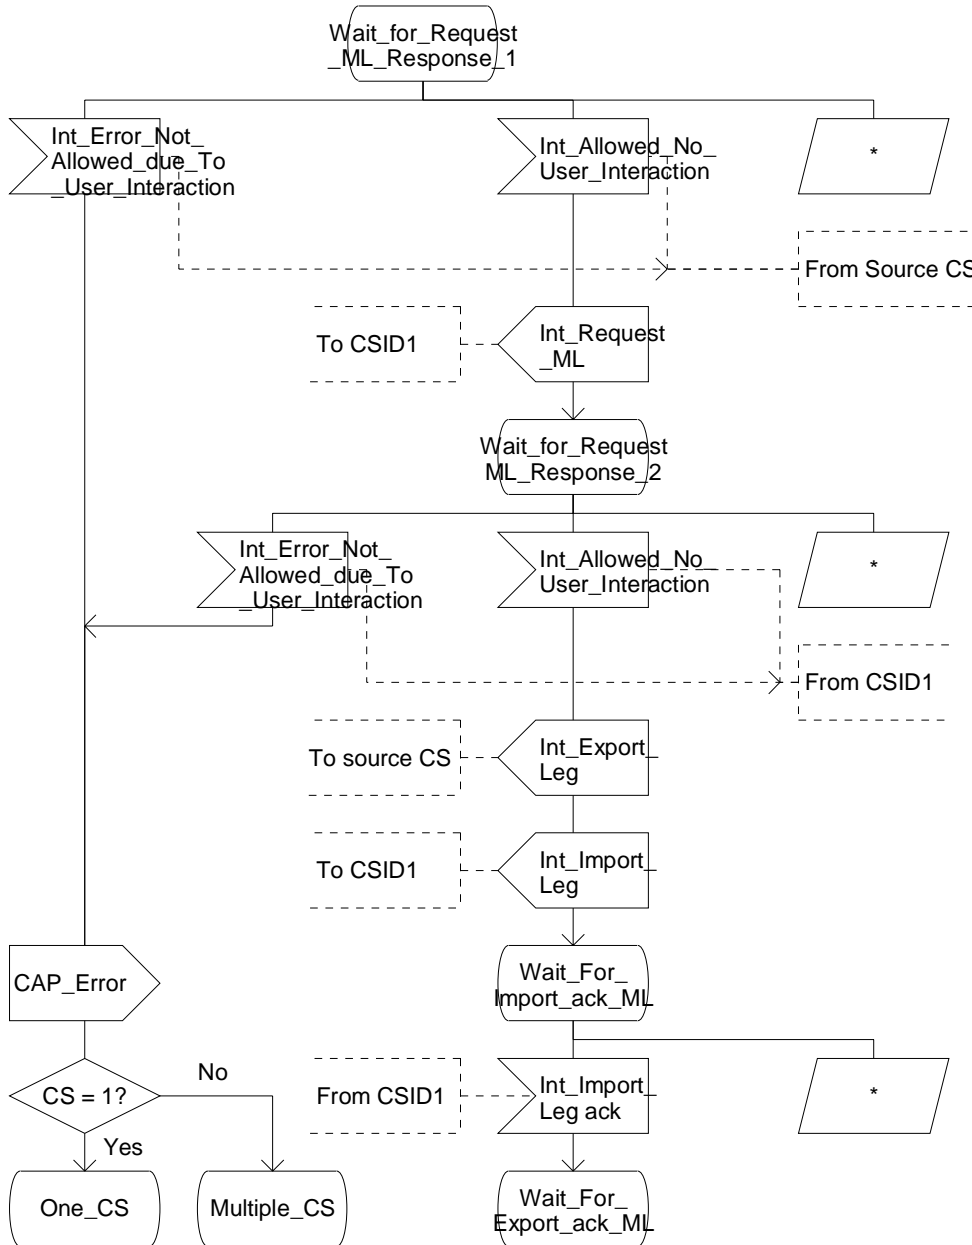 Wait_for_Request
_ML_Response_1
Int_Error_Not_
Allowed_due_To
_User_Interaction
Int_Allowed_No_
User_Interaction
*
From Source CS
To CSID1
Int_Request
_ML
Wait_for_Request
ML_Response_2
Int_Error_Not_
Allowed_due_To
_User_Interaction
Int_Allowed_No_
User_Interaction
*
From CSID1
To source CS
Int_Export_
Leg
To CSID1
Int_Import_
Leg
CAP_Error
Wait_For_
Import_ack_ML
CS = 1?
No
Yes
From CSID1
Int_Import_
Leg ack
*
One_CS
Multiple_CS
Wait_For_
Export_ack_ML